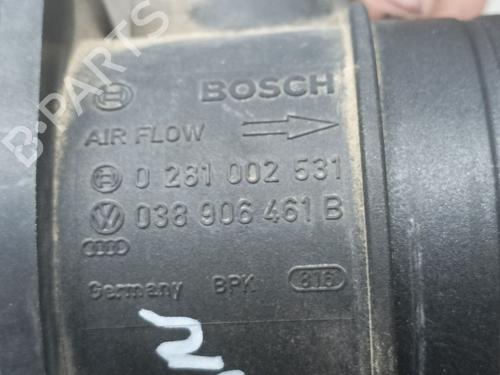 BOSCH
AIR FLOW
0 281 002 531
038 906 461 B
Germany BPK 816
B-PARTS